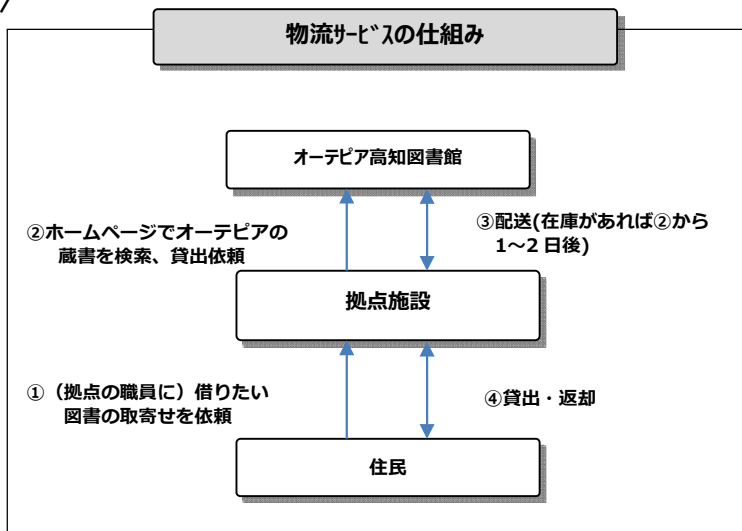 物流ｻｰﾋﾞｽの仕組み
オーテピア高知図書館
②ホームページでオーテピアの
蔵書を検索、貸出依頼
③配送(在庫があれば②から
1～2 日後)
拠点施設
①（拠点の職員に）借りたい
図書の取寄せを依頼
④貸出・返却
住民